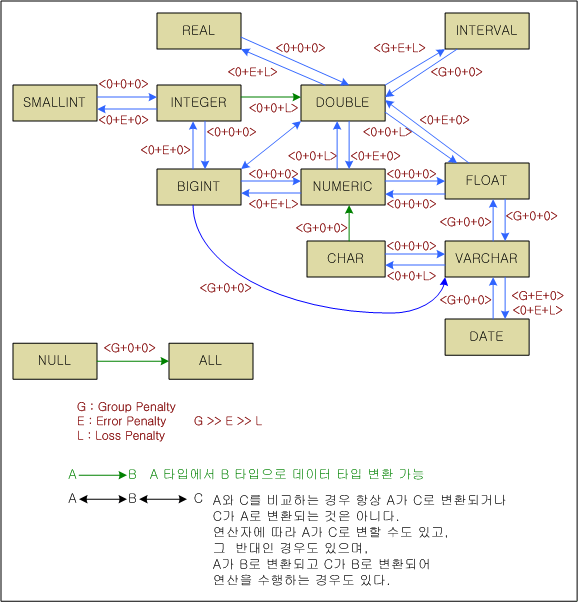 REAL
INTERVAL
<0+0+0>
<G+E+L>
<0+E+L>
<G+0+0>
SMALLINT
<0+0+0>
INTEGER
DOUBLE
<0+E+0>
<0+0+L>
<0+E+0>
<0+0+L>
<0+E+0>
<0+0+0>
<0+0+L>
<0+E+0>
BIGINT
<0+0+0>
NUMERIC
<0+0+0>
FLOAT
<0+E+L>
<0+0+0>
<G+0+0>
<G+0+0>
<G+0+0>
CHAR
<0+0+0>
VARCHAR
<0+0+L>
<G+0+0>
<G+0+0>
<G+E+0>
<0+E+L>
DATE
NULL
<G+0+0>
ALL
G : Group Penalty
E : Error Penalty G >> E >> L
L : Loss Penalty
A B A 타입에서 B 타입으로 데이터 타입 변환 가능
A B C A와 C를 비교하는 경우 항상 A가 C로 변환되거나
C가 A로 변환되는 것은 아니다.
연산자에 따라 A가 C로 변할 수도 있고,
그 반대인 경우도 있으며,
A가 B로 변환되고 C가 B로 변환되어
연산을 수행하는 경우도 있다.